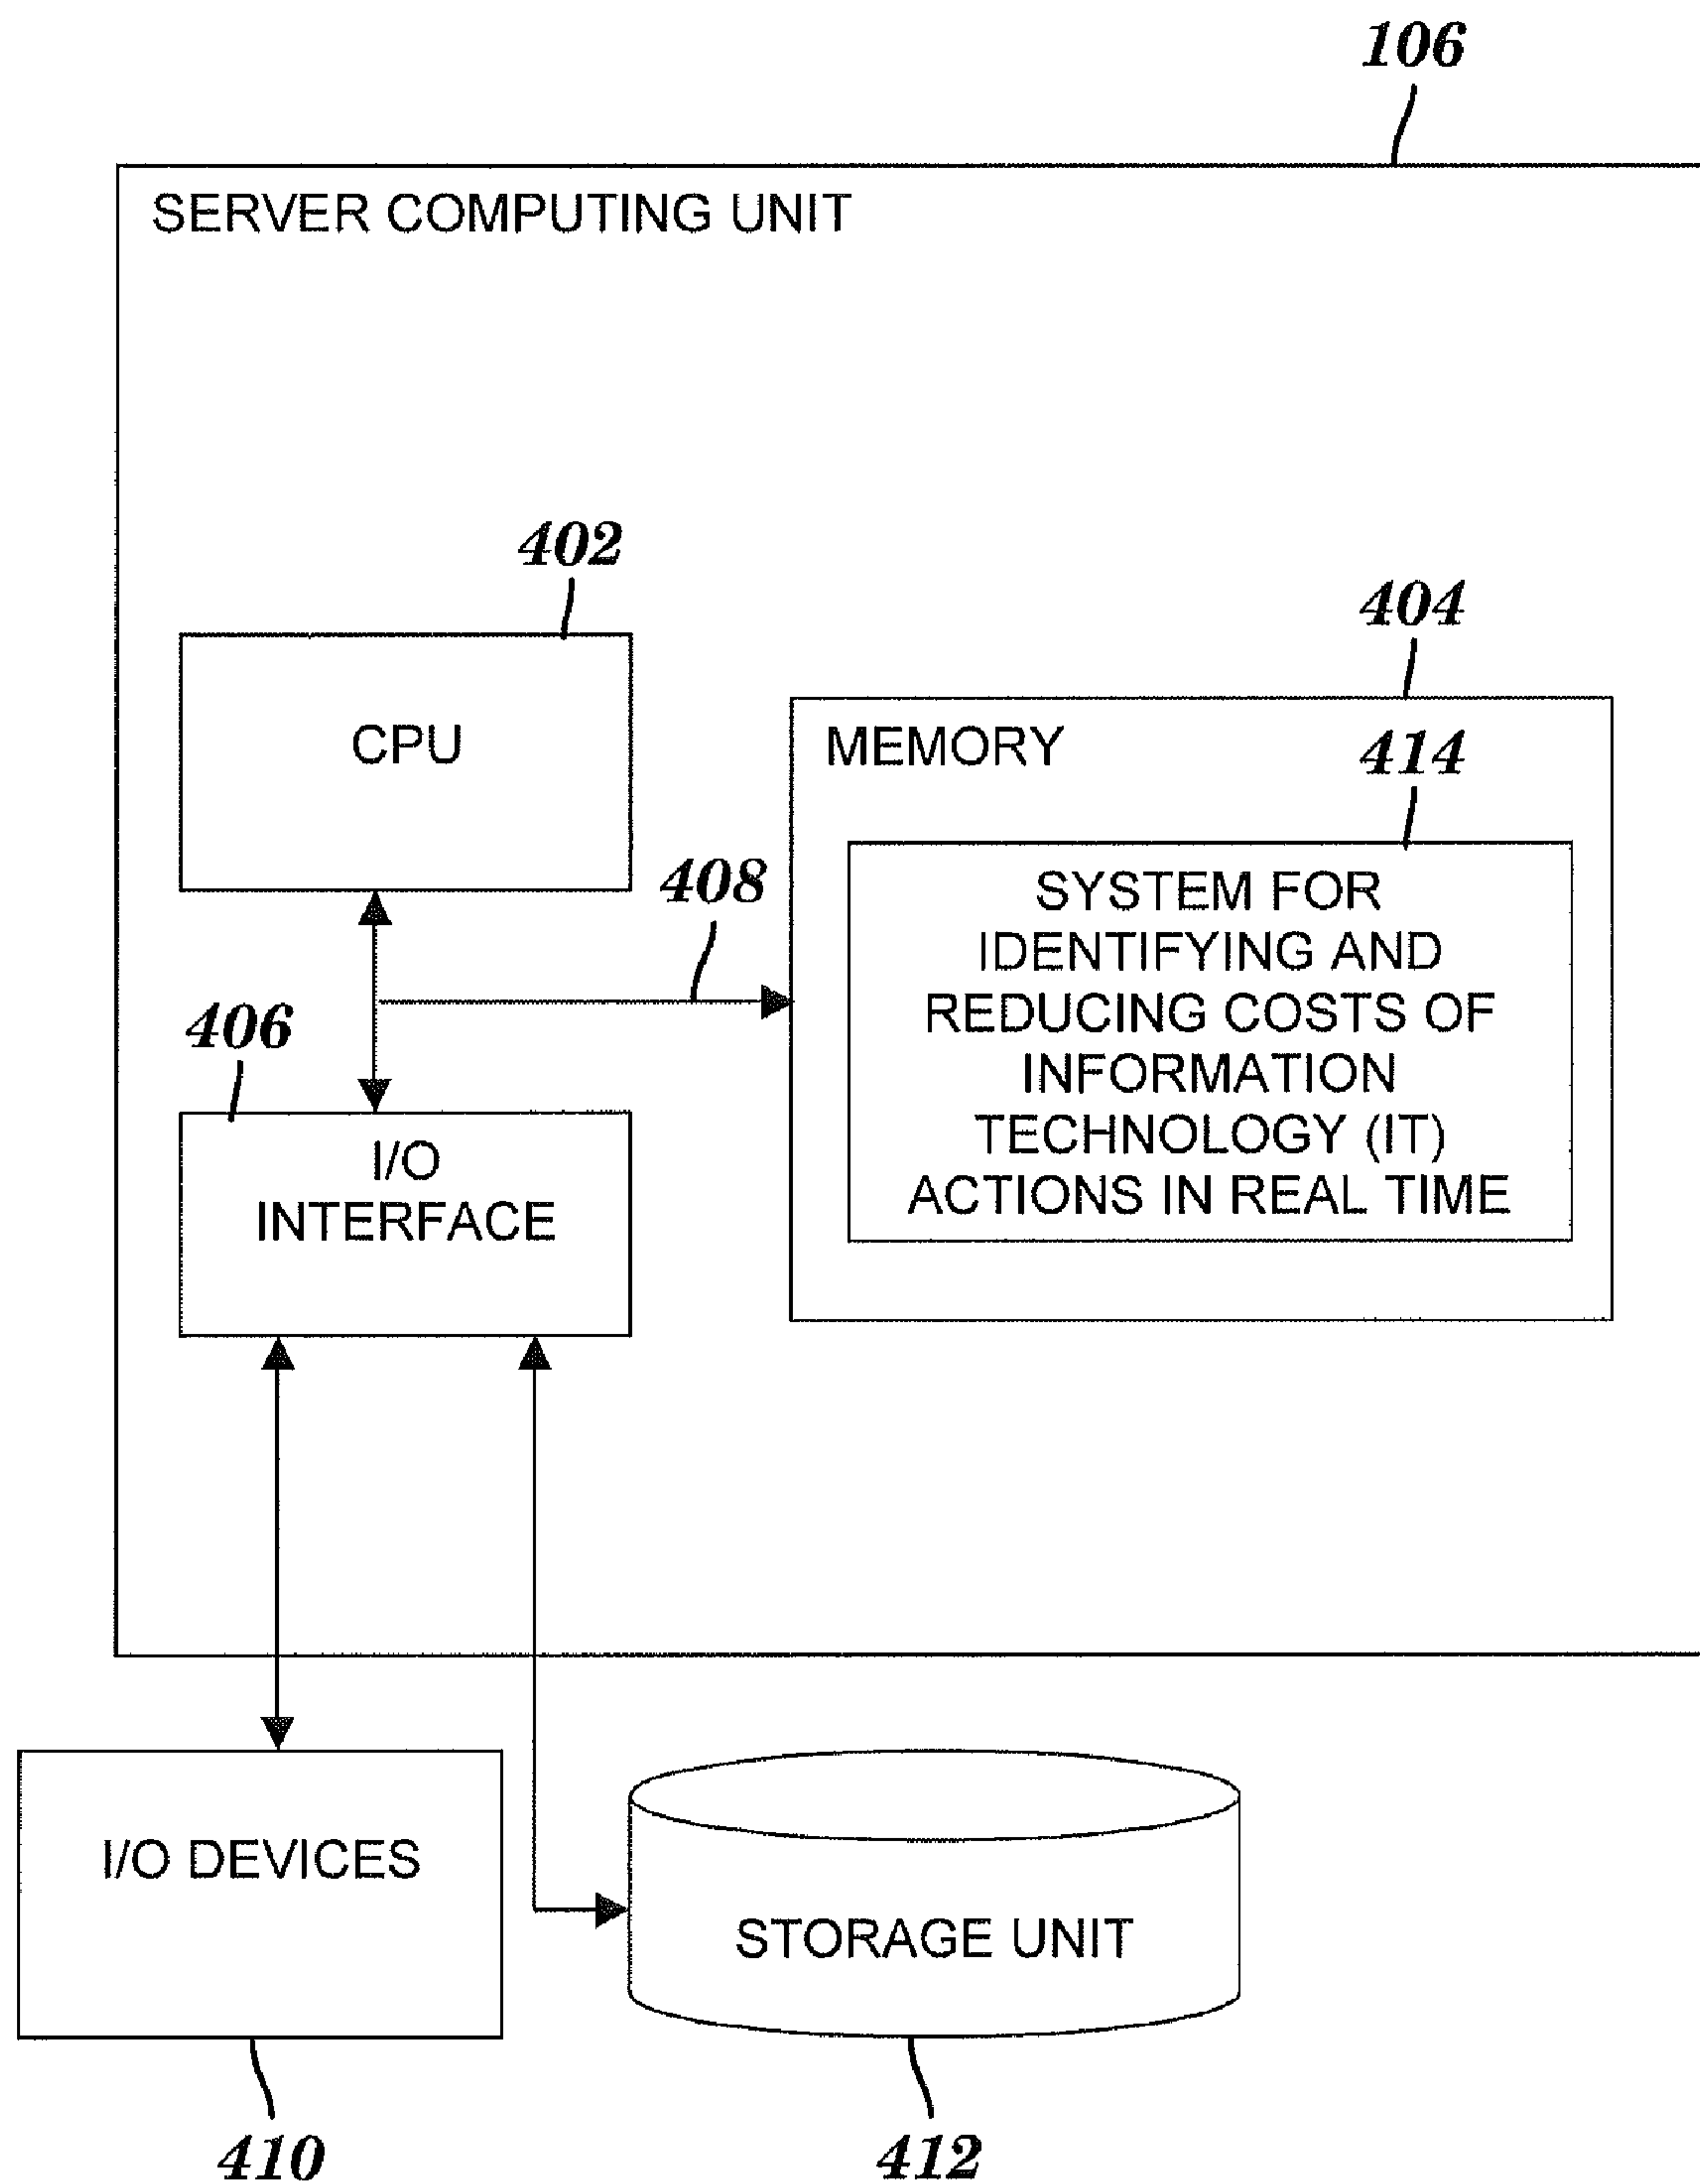 106
SERVER COMPUTING UNIT
402
CPU
404
MEMORY
414
SYSTEM FOR
IDENTIFYING AND
REDUCING COSTS OF
INFORMATION
TECHNOLOGY (IT)
ACTIONS IN REAL TIME
408
406
I/O
INTERFACE
I/O DEVICES
STORAGE UNIT
410
412